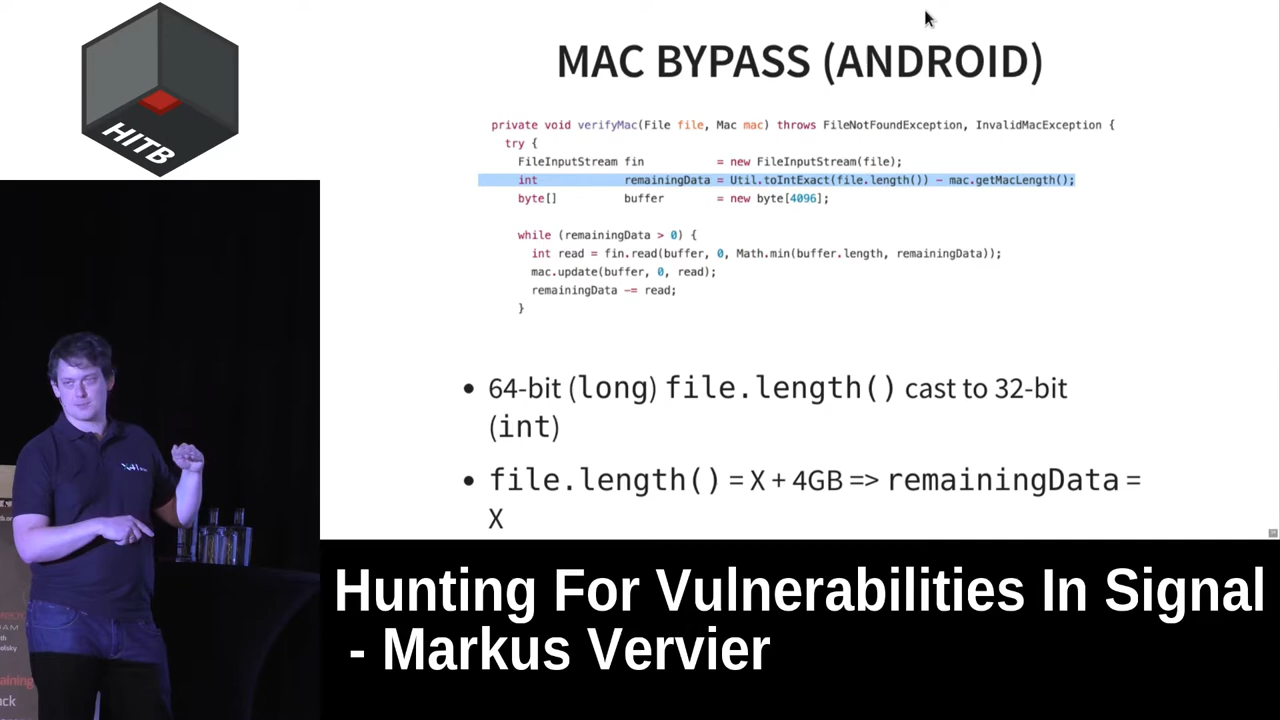 HITB
MAC BYPASS (ANDROID)
private void verifyMac(File file, Mac mac) throws FileNotFoundException, InvalidMacException {
try {
FileInputStream fin = new FileInputStream(file);
int remainingData = Util.toIntExact(file.length()) - mac.getMacLength();
byte[] buffer = new byte[4096];
while (remainingData > 0) {
int read = fin.read(buffer, 0, Math.min(buffer.length, remainingData));
mac.update(buffer, 0, read);
remainingData -= read;
}
• 64-bit (long) file.length() cast to 32-bit
(int)
• file.length() = X + 4GB => remainingData =
X
Hunting For Vulnerabilities In Signal
- Markus Vervier